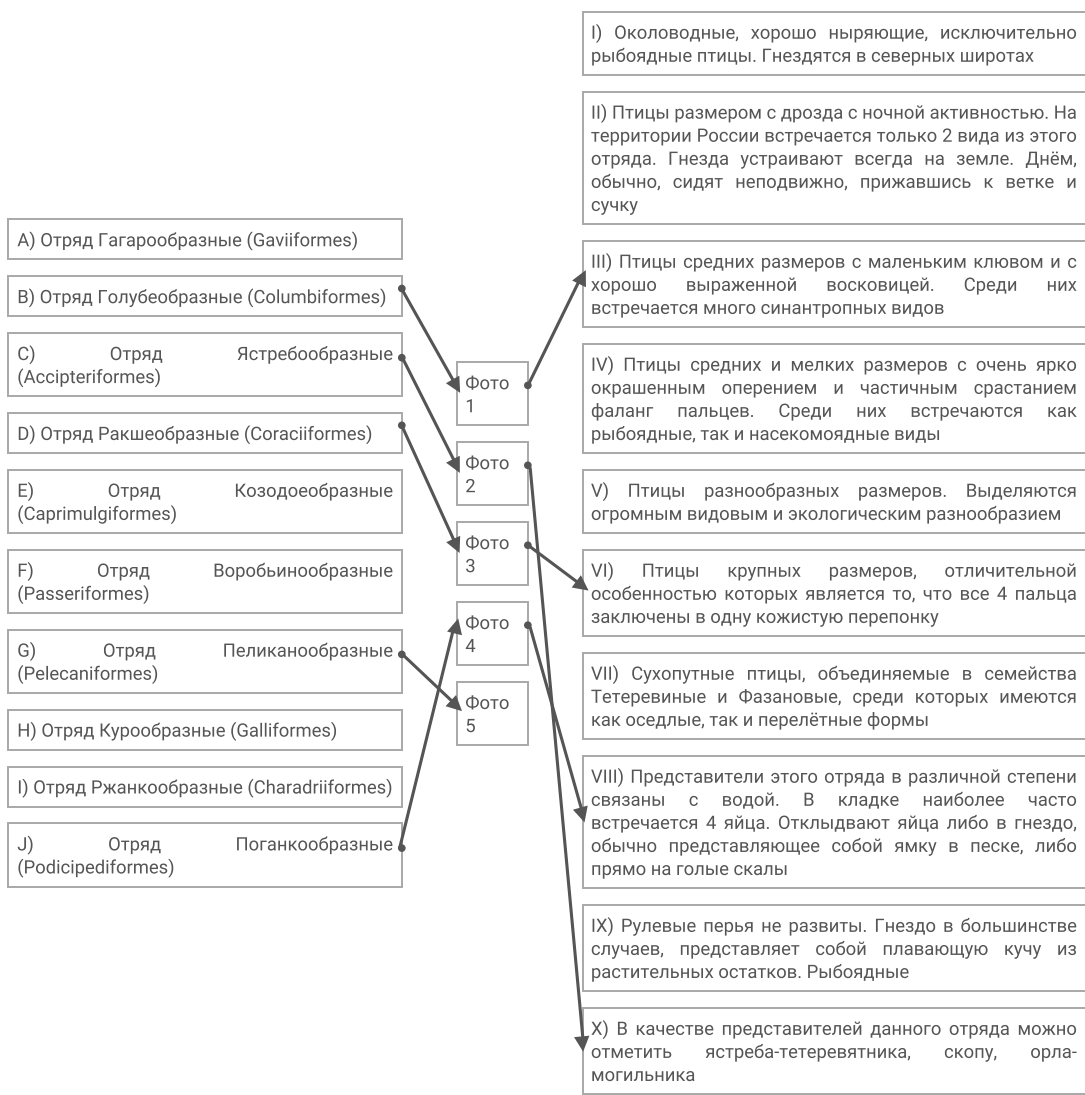 A) Отряд Гагарообразные (Gaviiformes)
B) Отряд Голубеобразные (Columbiformes)
C) Отряд Ястребообразные
(Accipteriformes)
D) Отряд Ракшеобразные (Coraciiformes)
E) Отряд Козодоеобразные
(Caprimulgiformes)
F) Отряд Воробьинообразные
(Passeriformes)
G) Отряд Пеликанообразные
(Pelecaniformes)
H) Отряд Курообразные (Galliformes)
I) Отряд Ржанкообразные (Charadriiformes)
J) Отряд Поганкообразные
(Podicipediformes)
Фото
1
Фото
2
Фото
3
Фото
4
Фото
5
I) Околоводные, хорошо ныряющие, исключительно
рыбоядные птицы. Гнездятся в северных широтах
II) Птицы размером с дрозда с ночной активностью. На
территории России встречается только 2 вида из этого
отряда. Гнезда устраивают всегда на земле. Днём,
обычно, сидят неподвижно, прижавшись к ветке и
сучку
III) Птицы средних размеров с маленьким клювом и с
хорошо выраженной восковицей. Среди них
встречается много синантропных видов
IV) Птицы средних и мелких размеров с очень ярко
окрашенным оперением и частичным срастанием
фаланг пальцев. Среди них встречаются как
рыбоядные, так и насекомоядные виды
V) Птицы разнообразных размеров. Выделяются
огромным видовым и экологическим разнообразием
VI) Птицы крупных размеров, отличительной
особенностью которых является то, что все 4 пальца
заключены в одну кожистую перепонку
VII) Сухопутные птицы, объединяемые в семейства
Тетеревиные и Фазановые, среди которых имеются
как оседлые, так и перелётные формы
VIII) Представители этого отряда в различной степени
связаны с водой. В кладке наиболее часто
встречается 4 яйца. Отклыдвают яйца либо в гнездо,
обычно представляющее собой ямку в песке, либо
прямо на голые скалы
IX) Рулевые перья не развиты. Гнездо в большинстве
случаев, представляет собой плавающую кучу из
растительных остатков. Рыбоядные
X) В качестве представителей данного отряда можно
отметить ястреба-тетеревятника, скопу, орла-
могильника